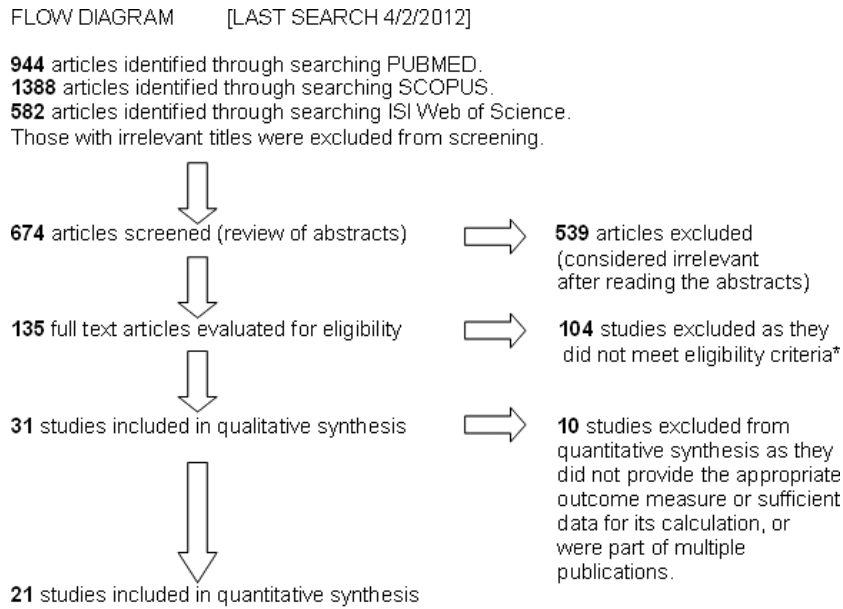 FLOW DIAGRAM [LAST SEARCH 4/2/2012]
944 articles identified through searching PUBMED.
1388 articles identified through searching SCOPUS.
582 articles identified through searching ISI Web of Science.
Those with irrelevant titles were excluded from screening.
674 articles screened (review of abstracts)
539 articles excluded
(considered irrelevant
after reading the abstracts)
135 full text articles evaluated for eligibility
104 studies excluded as they
did not meet eligibility criteria*
31 studies included in qualitative synthesis
10 studies excluded from
quantitative synthesis as they
did not provide the appropriate
outcome measure or sufficient
data for its calculation, or
were part of multiple
publications.
21 studies included in quantitative synthesis